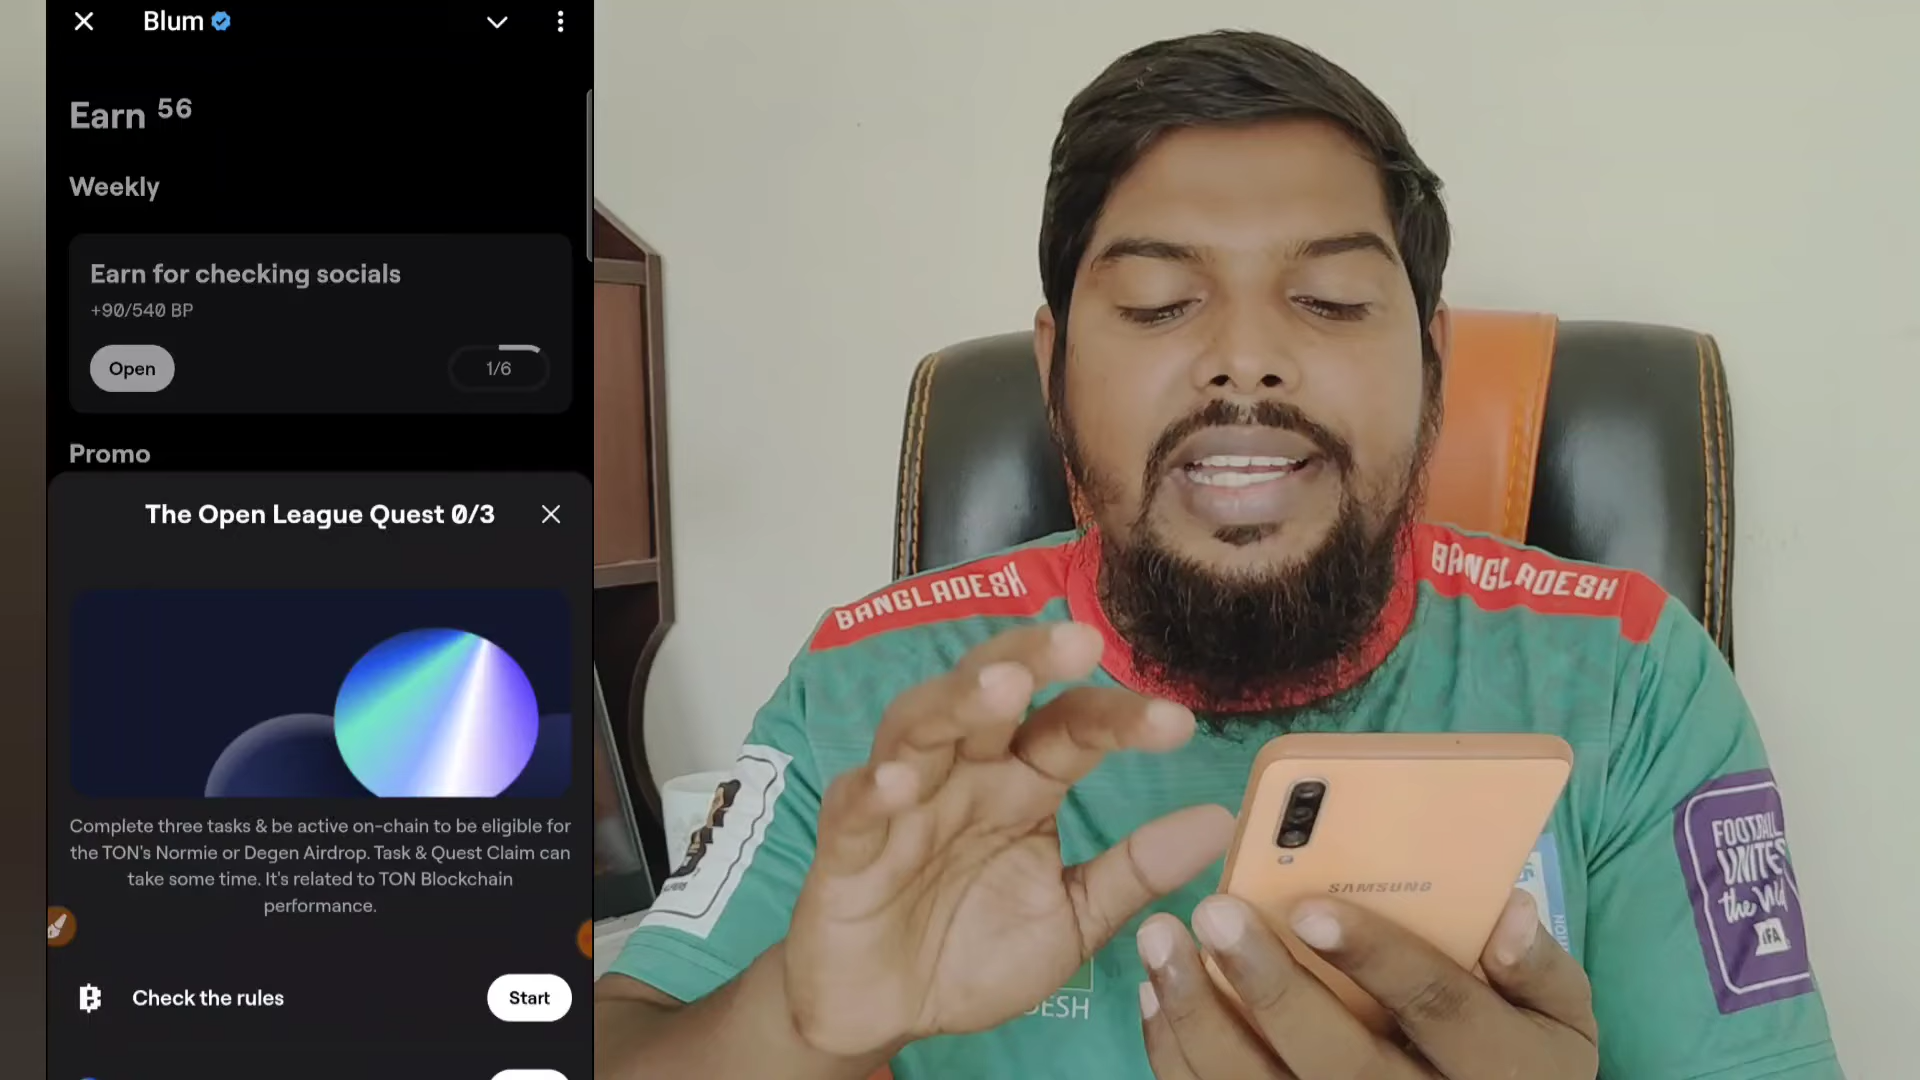 Blum
Earn 56
Weekly
Earn for checking socials
+90/540 BP
Open
1/6
Promo
The Open League Quest 0/3
Complete three tasks & be active on-chain to be eligible for
the TON's Normie or Degen Airdrop. Task & Quest Claim can
take some time. It's related to TON Blockchain
performance.
Check the rules
Start
BANGLADESH
BANGLADESH
SAMSUNG
FOOTBALL
UNITES
the World
FIFA
DESH